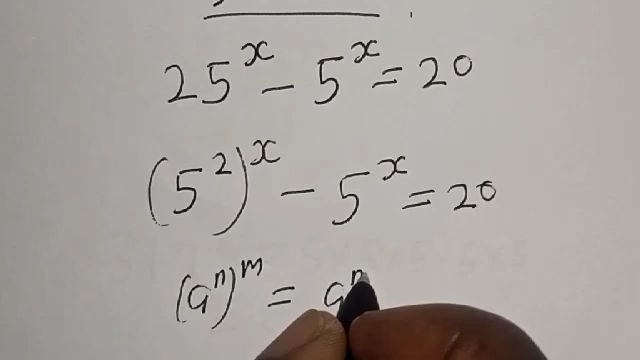 25^x - 5^x = 20
(5^2)^x - 5^x = 20
(a^n)^m = a^n